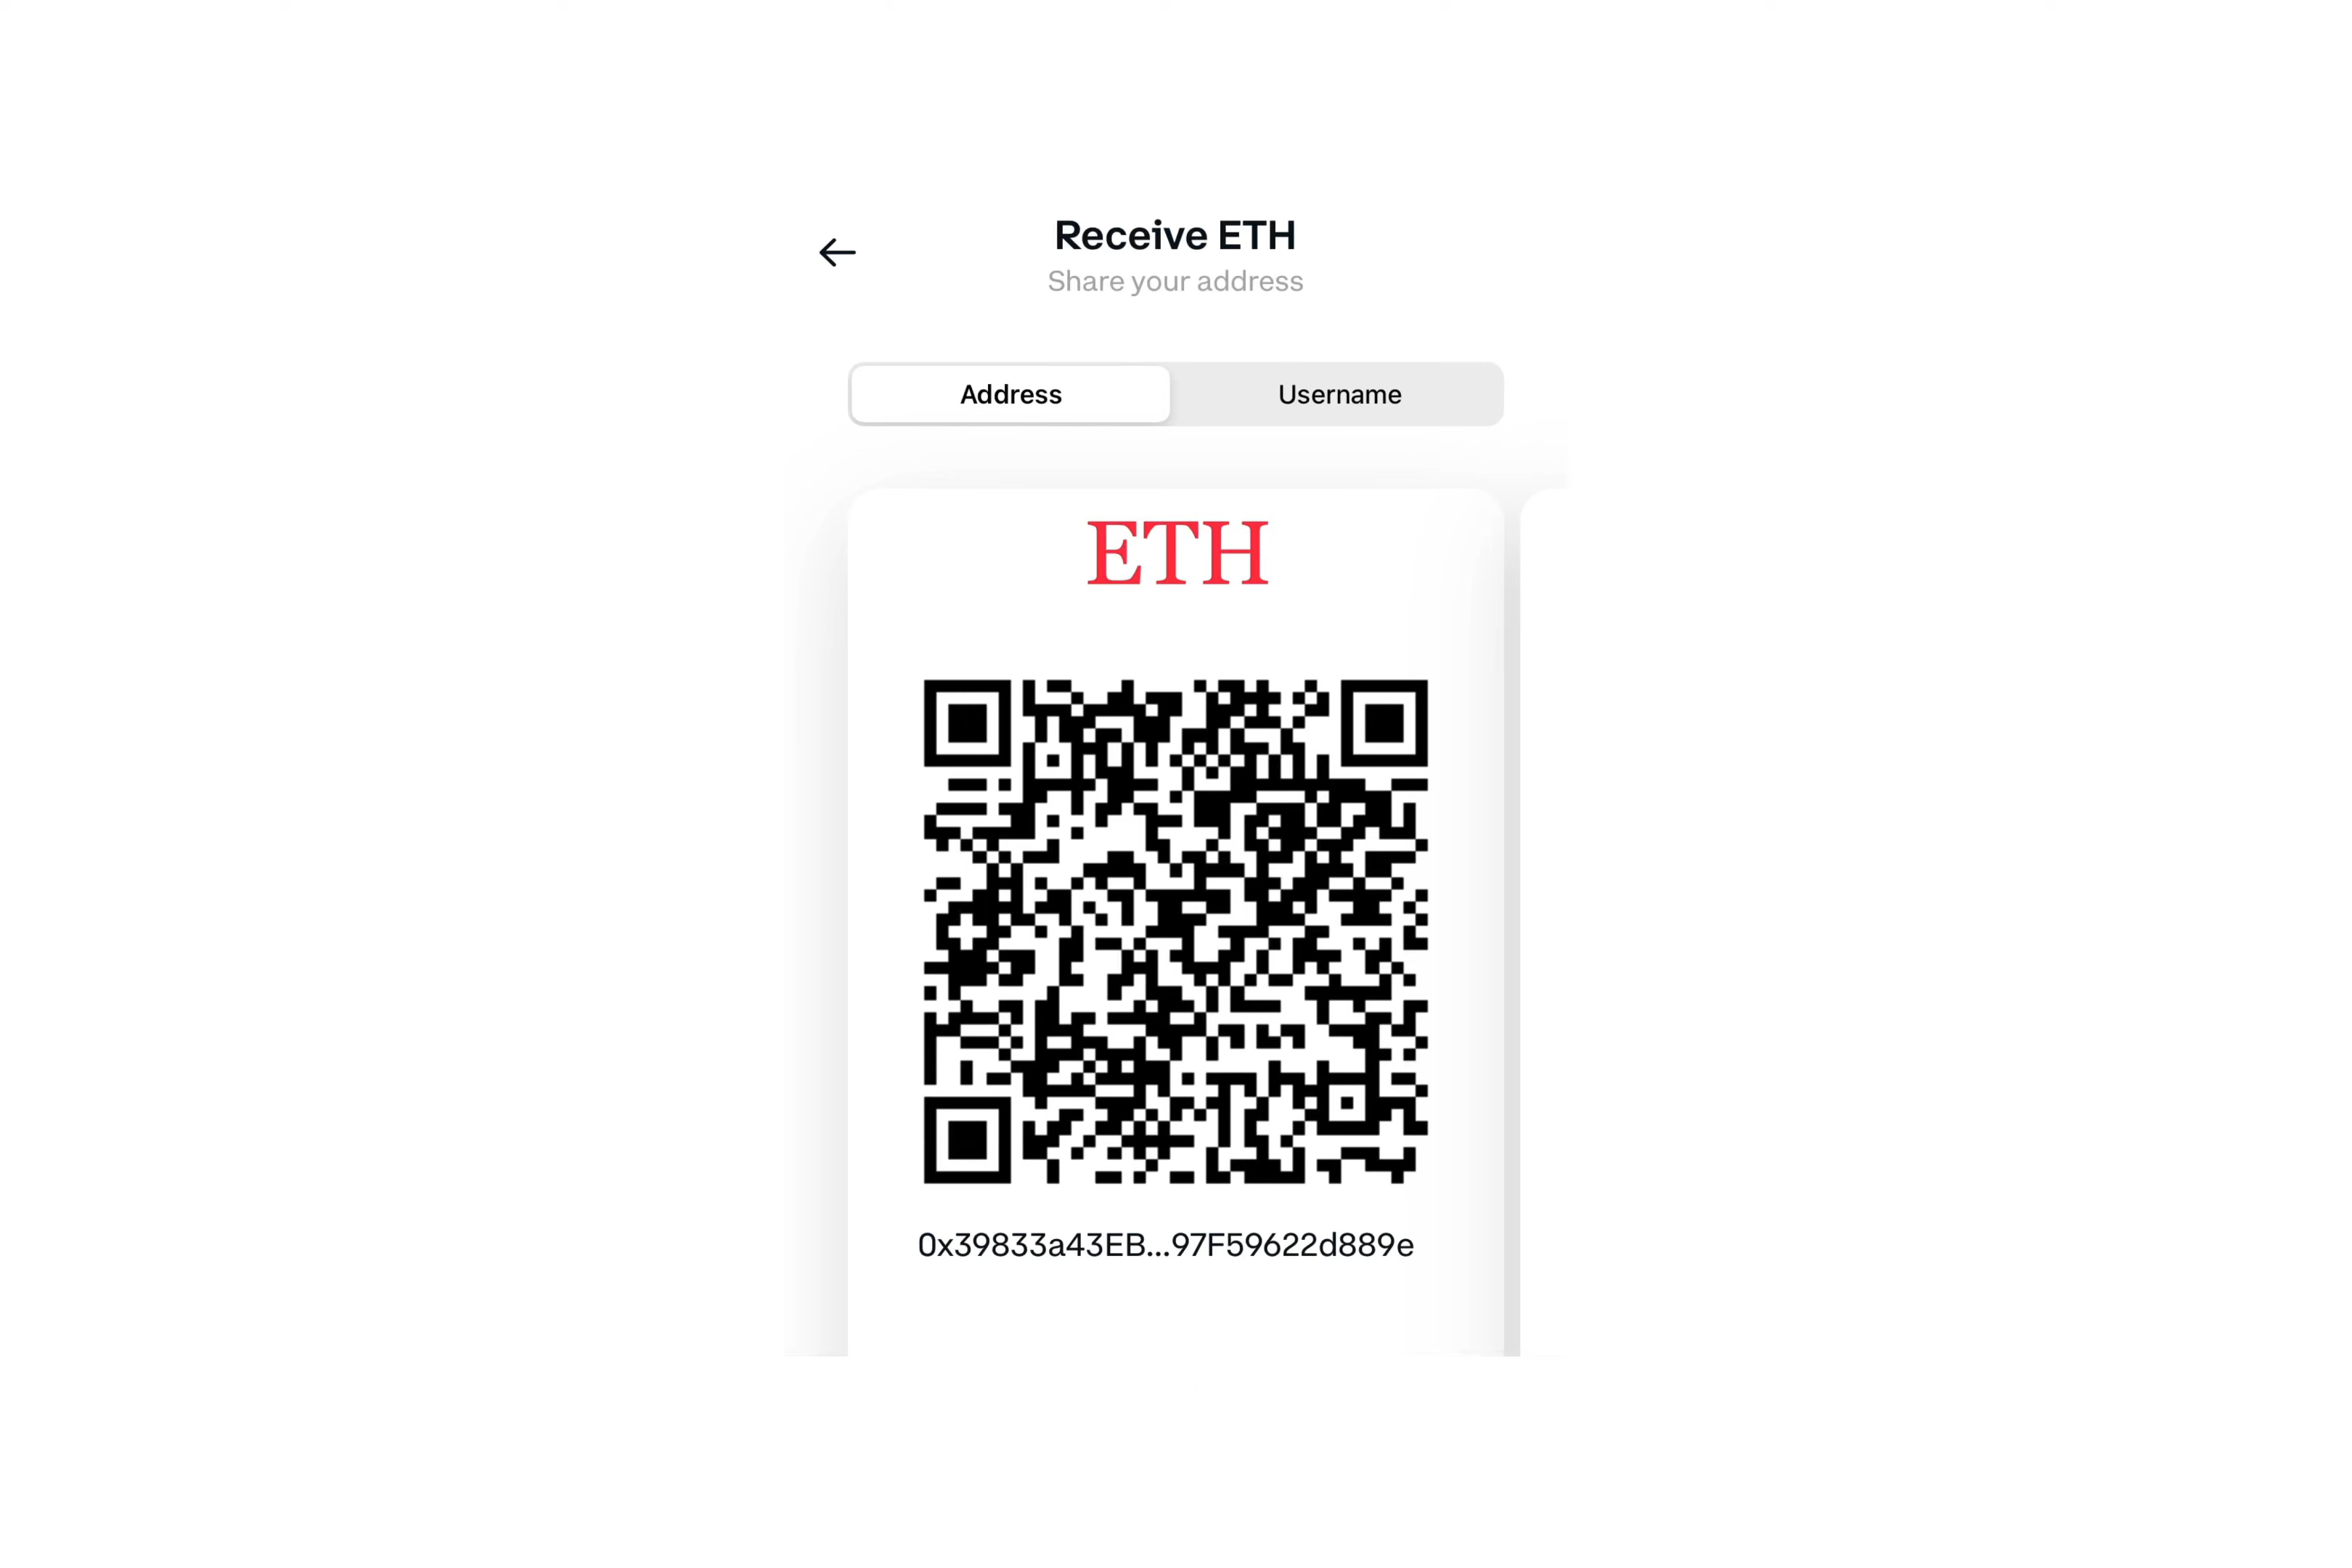 Receive ETH
Share your address
Address
Username
ETH
0x39833a43EB...97F59622d889e